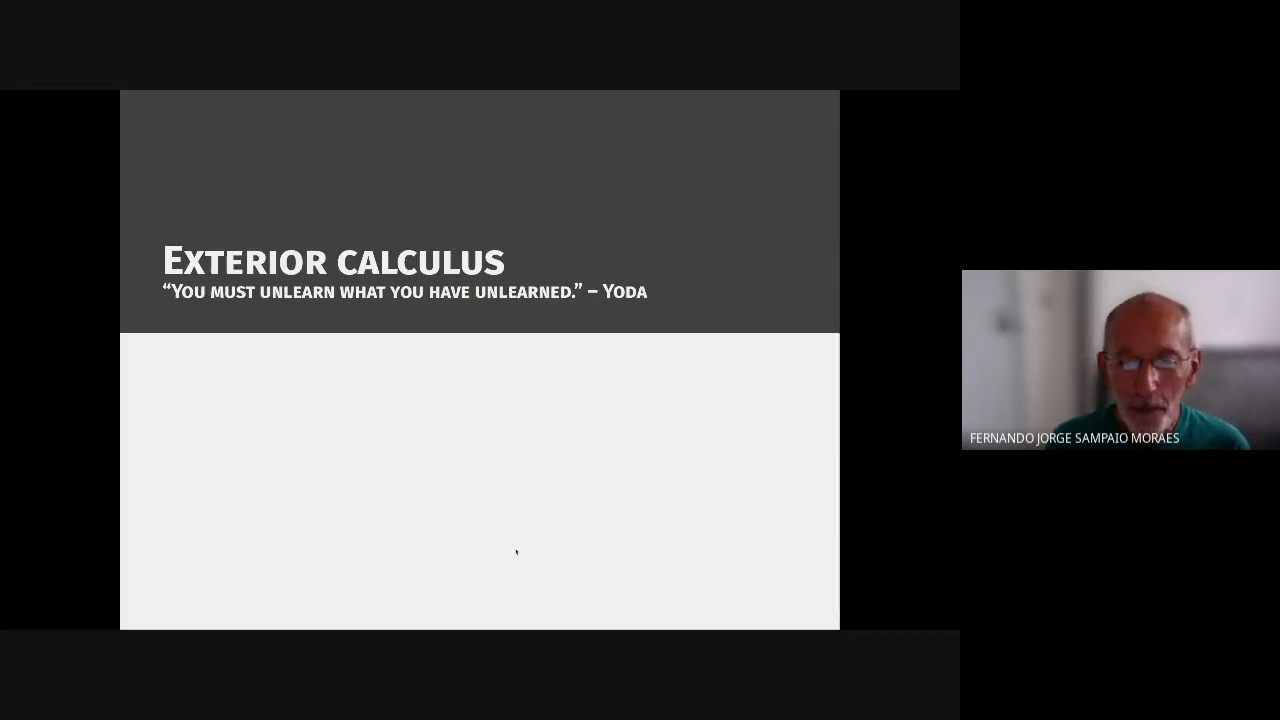 Exterior calculus
“You must unlearn what you have unlearned.” – Yoda
FERNANDO JORGE SAMPAIO MORAES